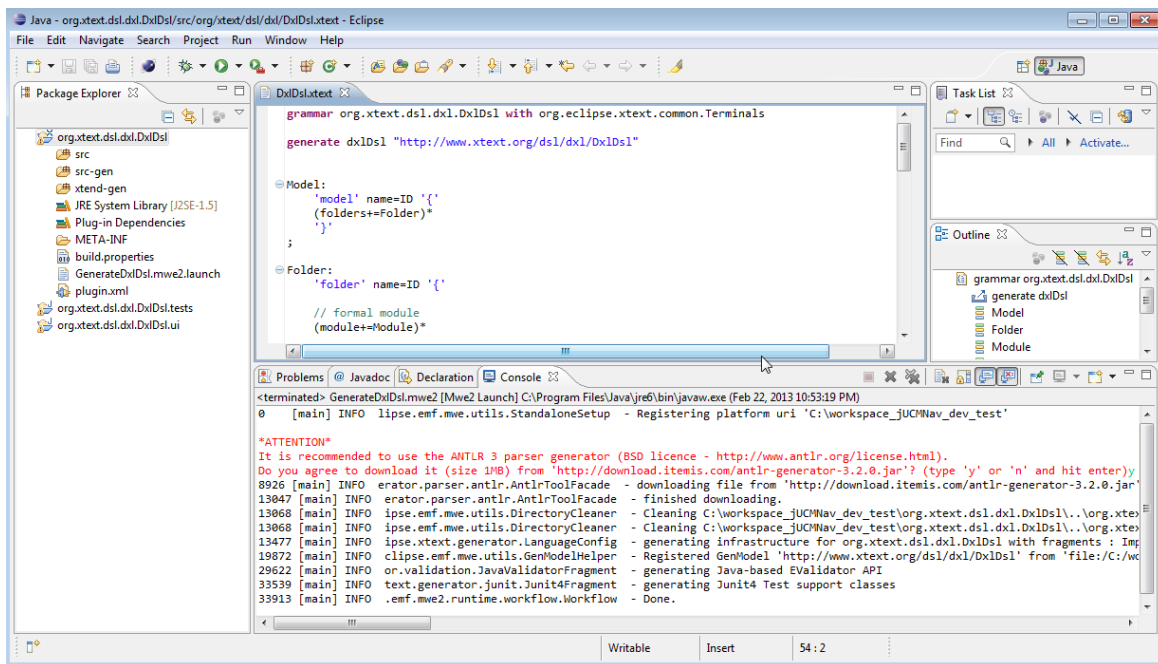 Java - org.xtext.dsl.dxl.DxlDsl/src/org/xtext/dsl/dxl/DxlDsl.xtext - Eclipse
File Edit Navigate Search Project Run Window Help
Java
Package Explorer
org.xtext.dsl.dxl.DxlDsl
src
src-gen
xtend-gen
JRE System Library [J2SE-1.5]
Plug-in Dependencies
META-INF
build.properties
GenerateDxlDsl.mwe2.launch
plugin.xml
org.xtext.dsl.dxl.DxlDsl.tests
org.xtext.dsl.dxl.DxlDsl.ui
DxlDsl.xtext
grammar org.xtext.dsl.dxl.DxlDsl with org.eclipse.xtext.common.Terminals
generate dxlDsl "http://www.xtext.org/dsl/dxl/DxlDsl"
Model:
'model' name=ID '{'
(folders+=Folder)*
'}'
;
Folder:
'folder' name=ID '{'
// formal module
(module+=Module)*
Task List
Find All Activate...
Outline
grammar org.xtext.dsl.dxl.DxlDsl
generate dxlDsl
Model
Folder
Module
Problems @ Javadoc Declaration Console
<terminated> GenerateDxlDsl.mwe2 [Mwe2 Launch] C:\Program Files\Java\jre6\bin\javaw.exe (Feb 22, 2013 10:53:19 PM)
0 [main] INFO lipse.emf.mwe.utils.StandaloneSetup - Registering platform uri 'C:\workspace_jUCMNav_dev_test'
*ATTENTION*
It is recommended to use the ANTLR 3 parser generator (BSD licence - http://www.antlr.org/license.html).
Do you agree to download it (size 1MB) from 'http://download.itemis.com/antlr-generator-3.2.0.jar'? (type 'y' or 'n' and hit enter)y
8926 [main] INFO erator.parser.antlr.AntlrToolFacade - downloading file from 'http://download.itemis.com/antlr-generator-3.2.0.jar'
13047 [main] INFO erator.parser.antlr.AntlrToolFacade - finished downloading.
13068 [main] INFO ipse.emf.mwe.utils.DirectoryCleaner - Cleaning C:\workspace_jUCMNav_dev_test\org.xtext.dsl.dxl.DxlDsl\..\org.xtex
13068 [main] INFO ipse.emf.mwe.utils.DirectoryCleaner - Cleaning C:\workspace_jUCMNav_dev_test\org.xtext.dsl.dxl.DxlDsl\..\org.xtex
13477 [main] INFO ipse.xtext.generator.LanguageConfig - generating infrastructure for org.xtext.dsl.dxl.DxlDsl with fragments : Imp
19872 [main] INFO clipse.emf.mwe.utils.GenModelHelper - Registered GenModel 'http://www.xtext.org/dsl/dxl/DxlDsl' from 'file:/C:/wo
29622 [main] INFO or.validation.JavaValidatorFragment - generating Java-based EValidator API
33539 [main] INFO text.generator.junit.Junit4Fragment - generating Junit4 Test support classes
33913 [main] INFO .emf.mwe2.runtime.workflow.Workflow - Done.
Writable Insert 54 : 2